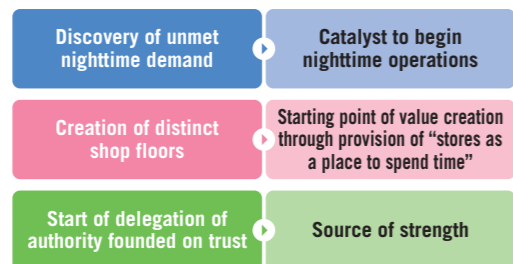 Discovery of unmet
nighttime demand
Catalyst to begin
nighttime operations
Creation of distinct
shop floors
Starting point of value creation
through provision of “stores as
a place to spend time”
Start of delegation of
authority founded on trust
Source of strength